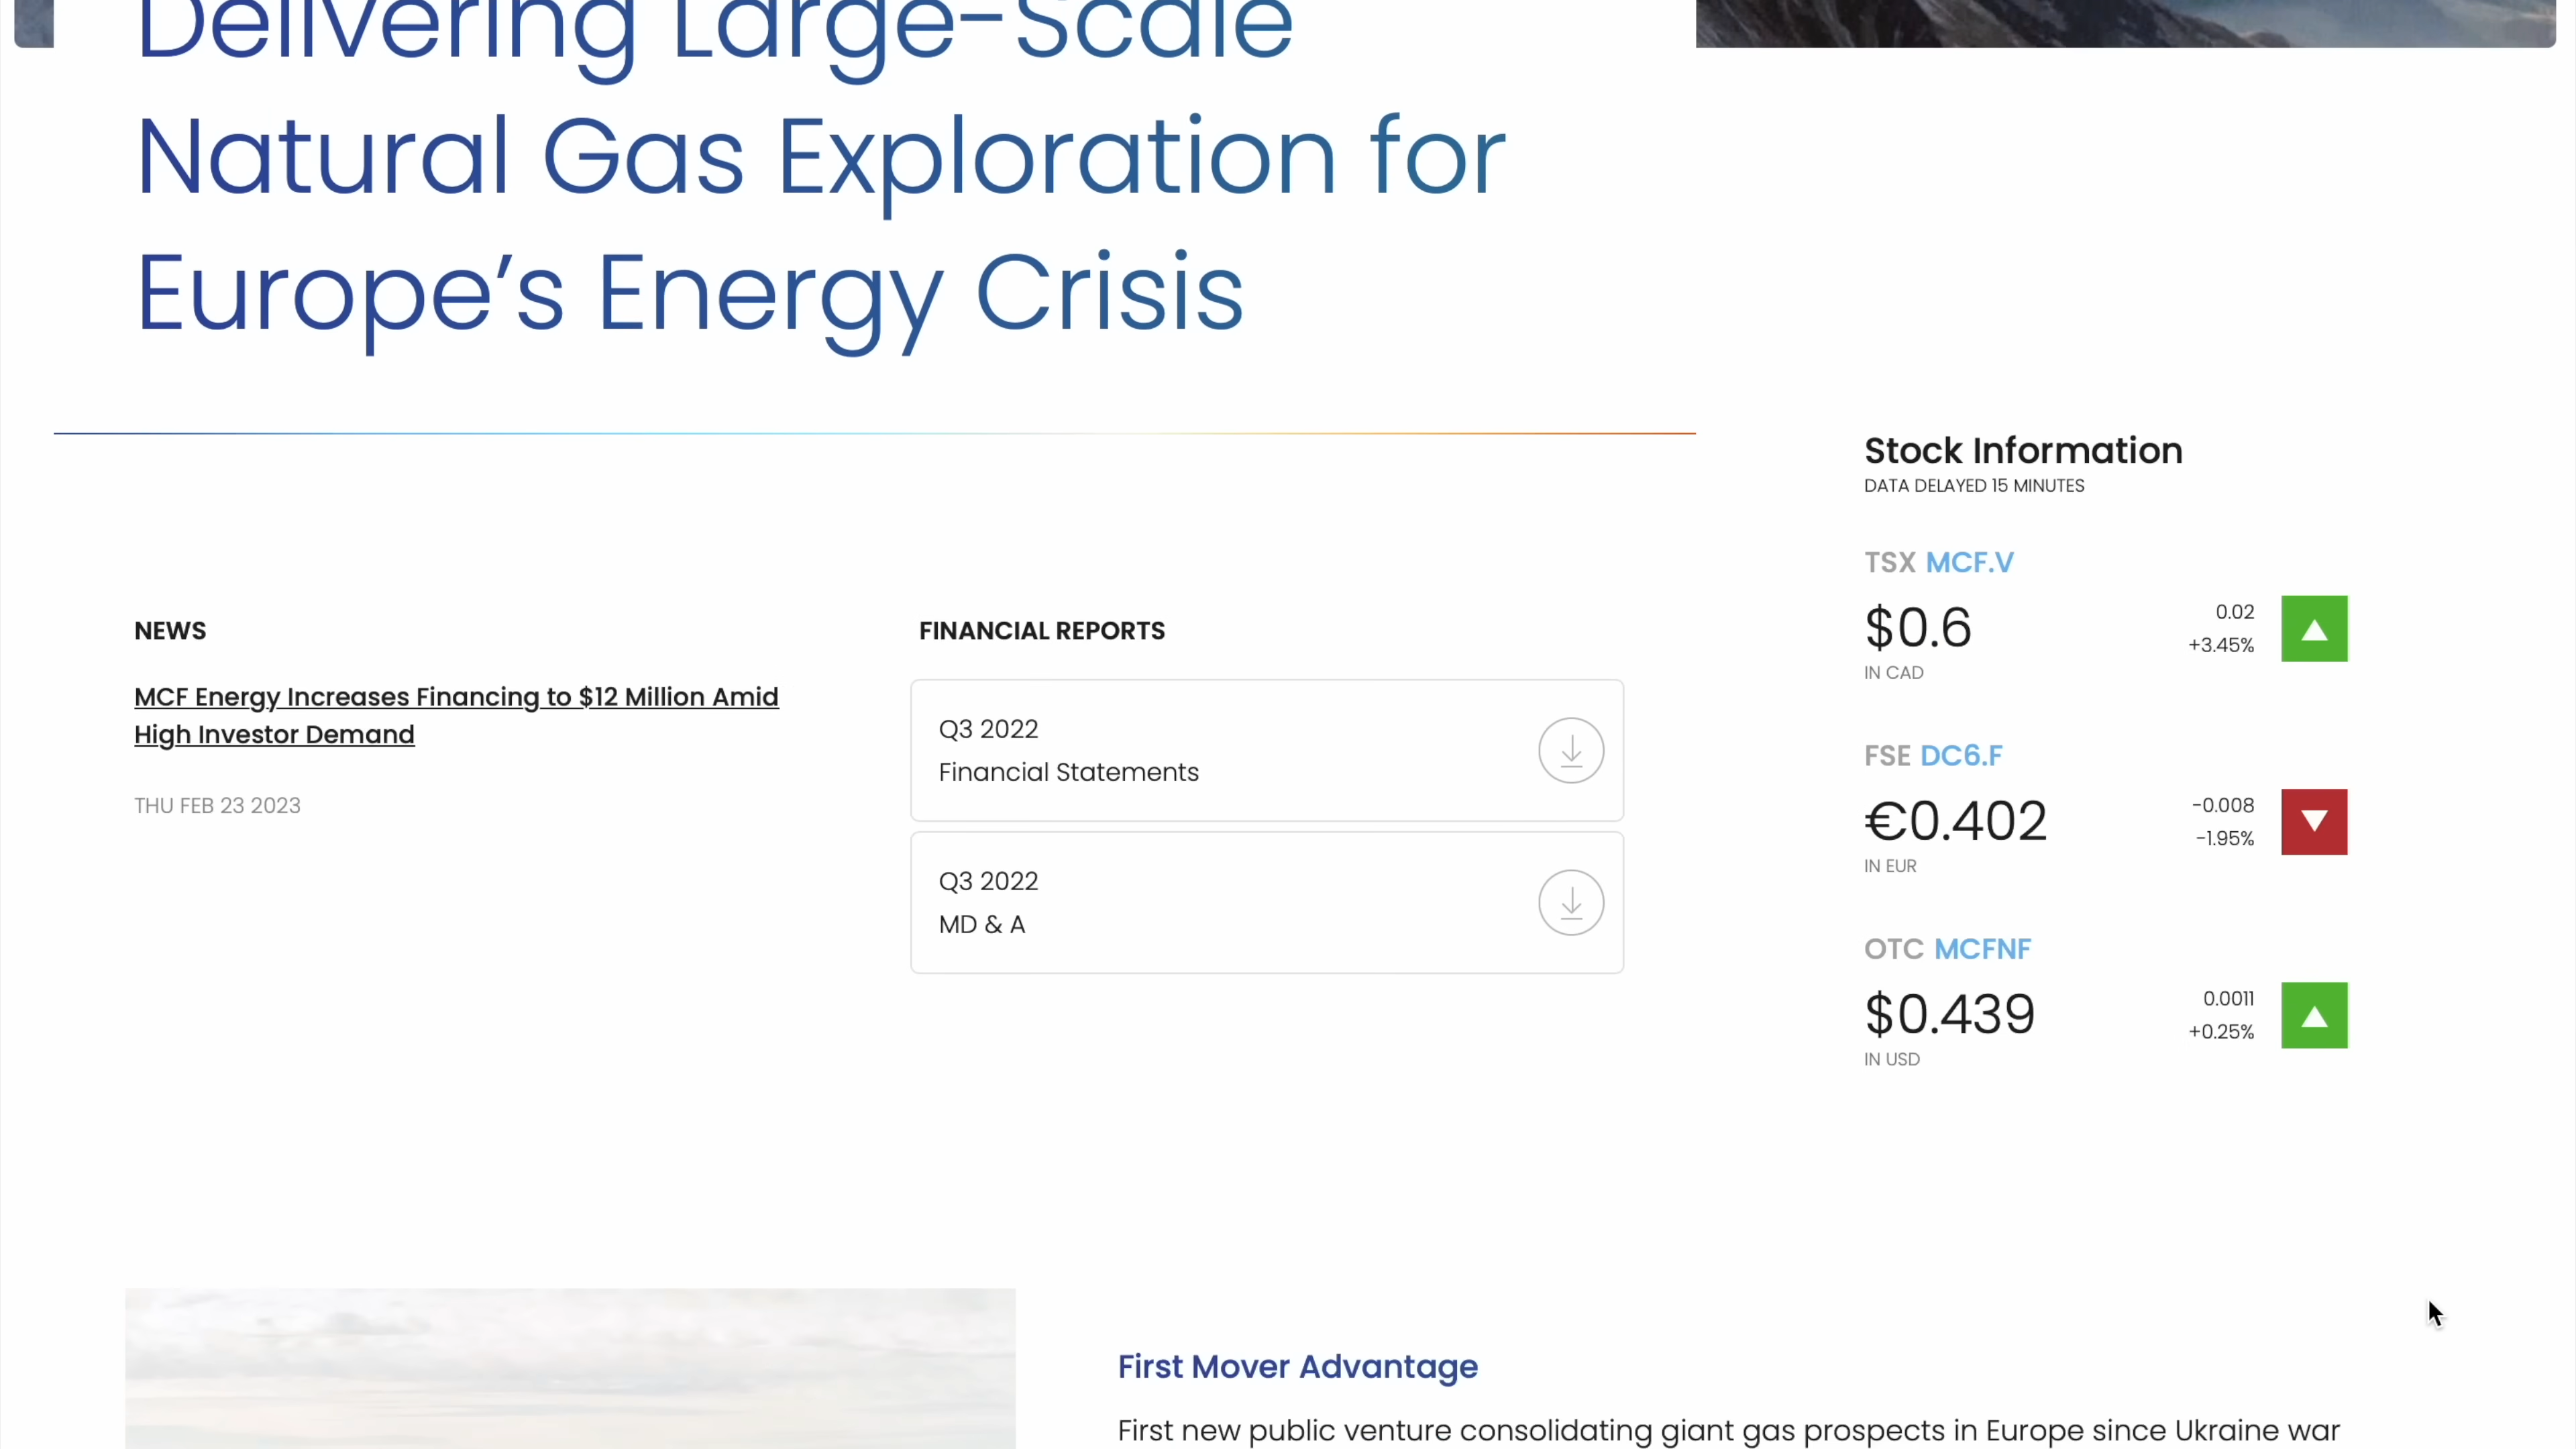 Delivering Large-Scale
Natural Gas Exploration for
Europe’s Energy Crisis
Stock Information
DATA DELAYED 15 MINUTES
TSX MCF.V
$0.6
0.02
+3.45%
IN CAD
FSE DC6.F
€0.402
-0.008
-1.95%
IN EUR
OTC MCFNF
$0.439
0.0011
+0.25%
IN USD
NEWS
MCF Energy Increases Financing to $12 Million Amid
High Investor Demand
THU FEB 23 2023
FINANCIAL REPORTS
Q3 2022
Financial Statements
Q3 2022
MD & A
First Mover Advantage
First new public venture consolidating giant gas prospects in Europe since Ukraine war